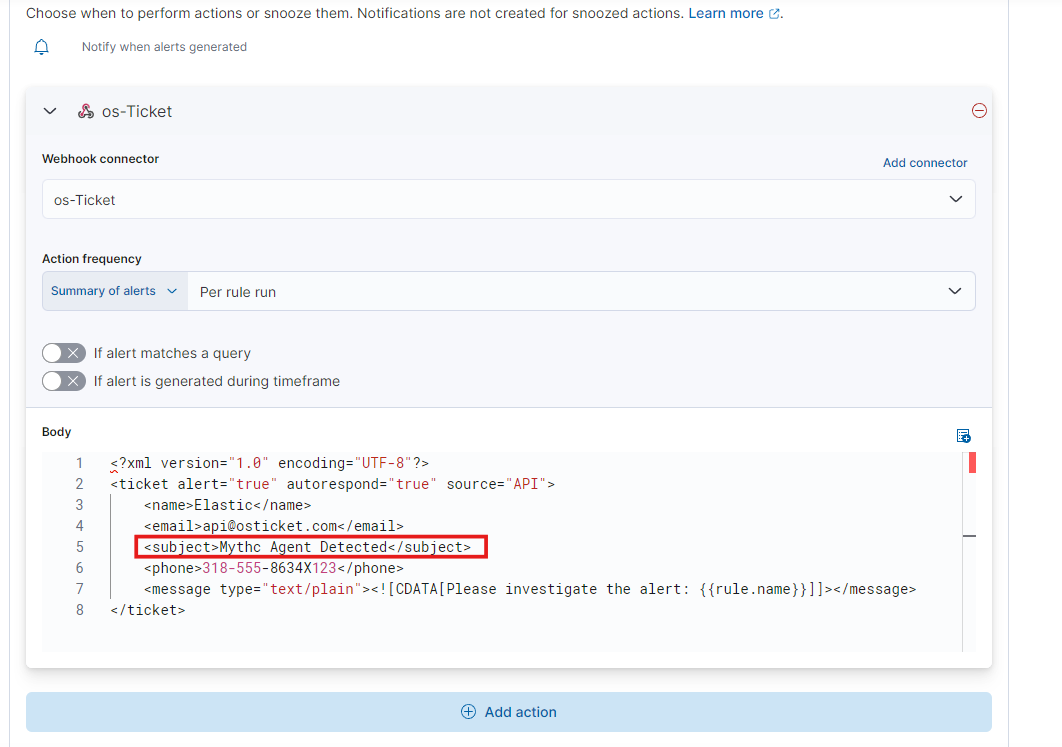 Choose when to perform actions or snooze them. Notifications are not created for snoozed actions. Learn more .
Notify when alerts generated
os-Ticket
Webhook connector
Add connector
os-Ticket
Action frequency
Summary of alerts
Per rule run
If alert matches a query
If alert is generated during timeframe
Body
1 <?xml version="1.0" encoding="UTF-8"?>
2 <ticket alert="true" autorespond="true" source="API">
3 <name>Elastic</name>
4 <email>api@osticket.com</email>
5 <subject>Mythc Agent Detected</subject>
6 <phone>318-555-8634X123</phone>
7 <message type="text/plain"><![CDATA[Please investigate the alert: {{rule.name}}]]></message>
8 </ticket>
Add action